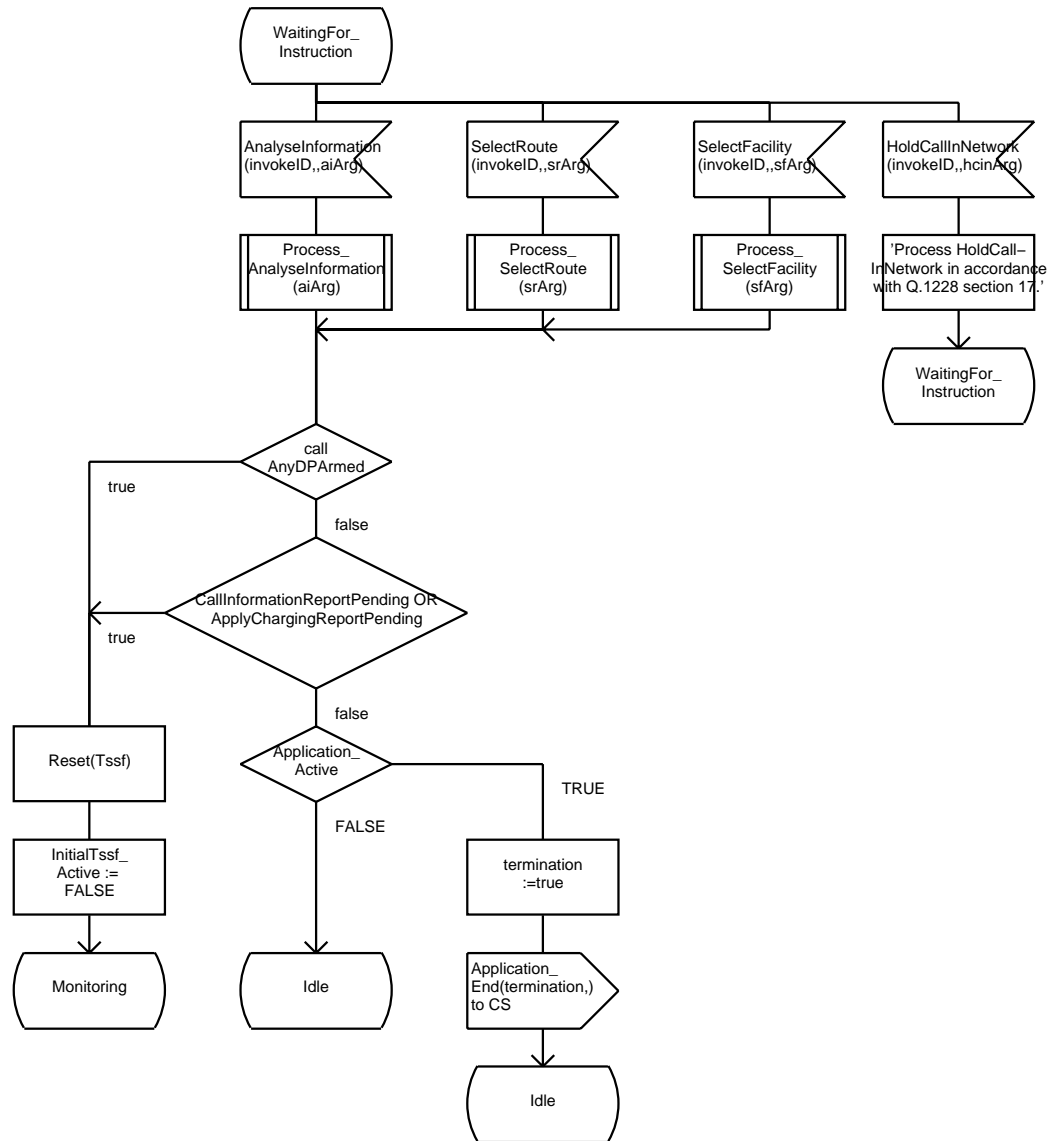 WaitingFor_
Instruction
AnalyseInformation
(invokeID,,aiArg)
SelectRoute
(invokeID,,srArg)
SelectFacility
(invokeID,,sfArg)
HoldCallInNetwork
(invokeID,,hcinArg)
Process_
AnalyseInformation
(aiArg)
Process_
SelectRoute
(srArg)
Process_
SelectFacility
(sfArg)
’Process HoldCall–
InNetwork in accordance
with Q.1228 section 17.’
WaitingFor_
Instruction
call
AnyDPArmed
true
false
CallInformationReportPending OR
ApplyChargingReportPending
true
false
Reset(Tssf)
Application_
Active
TRUE
FALSE
InitialTssf_
Active :=
FALSE
termination
:=true
Monitoring
Idle
Application_
End(termination,)
to CS
Idle